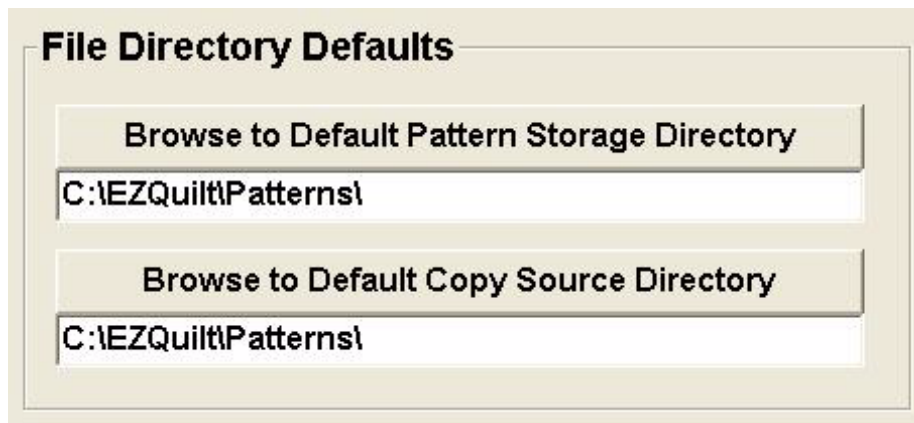 File Directory Defaults
Browse to Default Pattern Storage Directory
C:\EZQuilt\Patterns\
Browse to Default Copy Source Directory
C:\EZQuilt\Patterns\